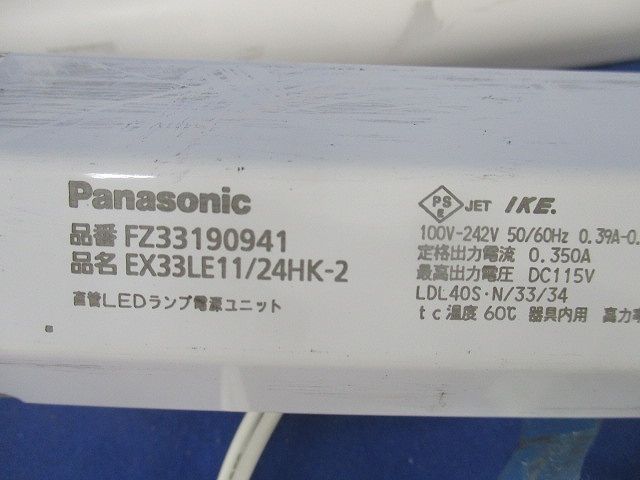 Panasonic
品番 FZ33190941
品名 EX33LE11/24HK-2
直管LEDランプ電源ユニット
PS
E
JET IKE.
100V-242V 50/60Hz 0.39A-0.
定格出力電流 0.350A
最高出力電圧 DC115V
LDL40S・N/33/34
tc温度 60℃ 器具内用 高力率